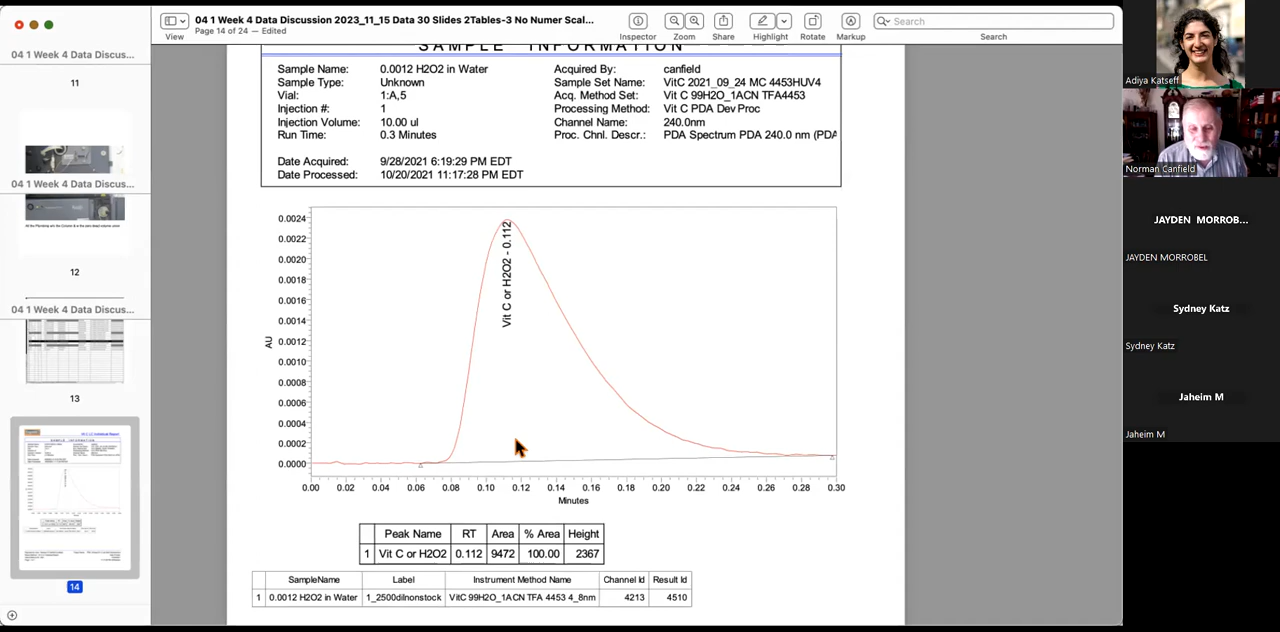 04 1 Week 4 Data Discussion 2023_11_15 Data 30 Slides 2Tables-3 No Numer Scal...
Page 14 of 24 — Edited
View
Inspector
Zoom
Share
Highlight
Rotate
Markup
Search
Search
04 1 Week 4 Data Discus...
11
04 1 Week 4 Data Discus...
12
04 1 Week 4 Data Discus...
13
14
SAMPLE INFORMATION
Sample Name: 0.0012 H2O2 in Water
Sample Type: Unknown
Vial: 1:A,5
Injection #: 1
Injection Volume: 10.00 ul
Run Time: 0.3 Minutes
Date Acquired: 9/28/2021 6:19:29 PM EDT
Date Processed: 10/20/2021 11:17:28 PM EDT
Acquired By: canfield
Sample Set Name: VitC 2021_09_24 MC 4453HUV4
Acq. Method Set: Vit C 99H2O_1ACN TFA4453
Processing Method: Vit C PDA Dev Proc
Channel Name: 240.0nm
Proc. Chnl. Descr.: PDA Spectrum PDA 240.0 nm (PDA
AU
0.0024
0.0022
0.0020
0.0018
0.0016
0.0014
0.0012
0.0010
0.0008
0.0006
0.0004
0.0002
0.0000
Vit C or H2O2 - 0.112
0.00 0.02 0.04 0.06 0.08 0.10 0.12 0.14 0.16 0.18 0.20 0.22 0.24 0.26 0.28 0.30
Minutes
Peak Name RT Area % Area Height
1 Vit C or H2O2 0.112 9472 100.00 2367
SampleName Label Instrument Method Name Channel Id Result Id
1 0.0012 H2O2 in Water 1_2500dilnonstock VitC 99H2O_1ACN TFA 4453 4_8nm 4213 4510
Adiya Katseff
Norman Canfield
JAYDEN MORROB...
JAYDEN MORROBEL
Sydney Katz
Sydney Katz
Jaheim M
Jaheim M